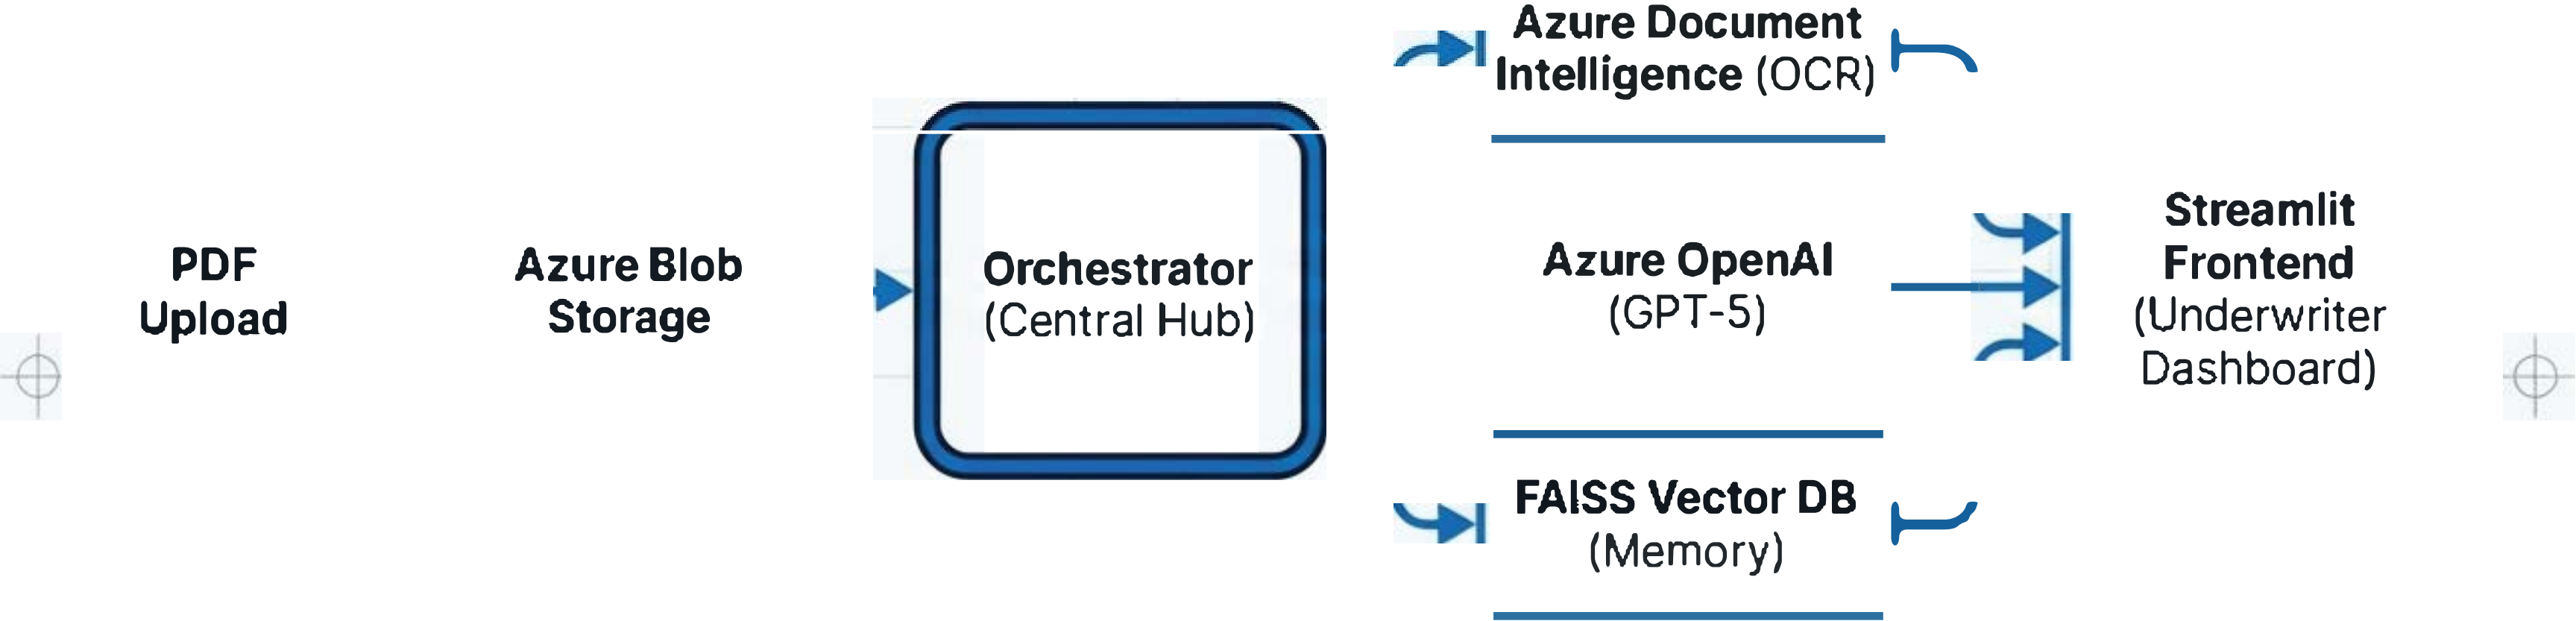 PDF
Upload
Azure Blob
Storage
Orchestrator
(Central Hub)
Azure Document
Intelligence (OCR)
Azure OpenAI
(GPT-5)
FAISS Vector DB
(Memory)
Streamlit
Frontend
(Underwriter
Dashboard)